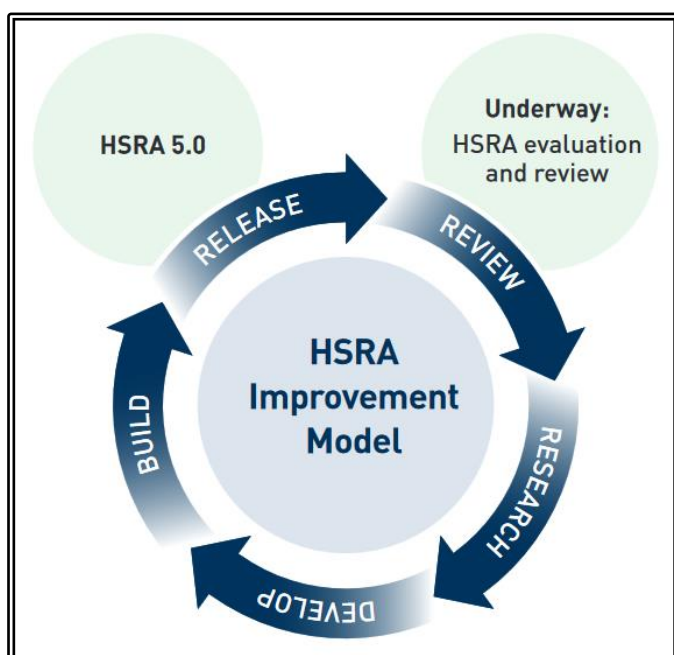 HSRA 5.0
Underway:
HSRA evaluation
and review
RELEASE
REVIEW
RESEARCH
DEVELOP
BUILD
HSRA
Improvement
Model